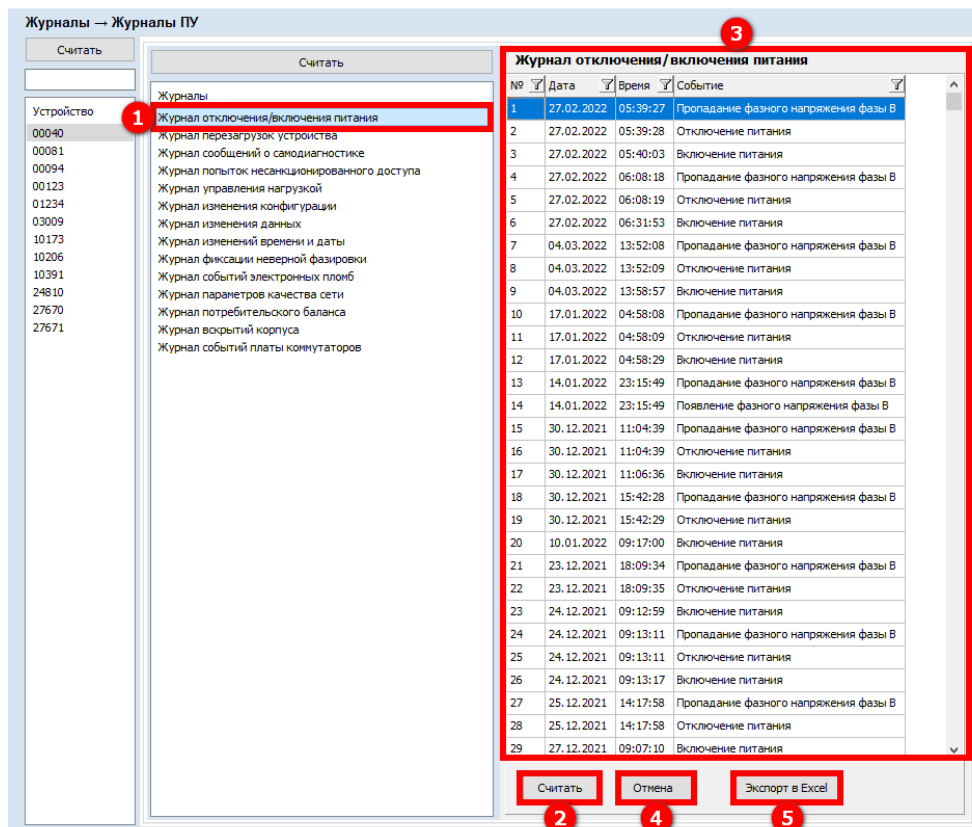 Журналы → Журналы ПУ
Считать
Устройство
00040
00081
00094
00123
01234
03009
10173
10206
10391
24810
27670
27671
Считать
Журналы
1
Журнал отключения/включения питания
Журнал перезагрузок устройства
Журнал сообщений о самодиагностике
Журнал попыток несанкционированного доступа
Журнал управления нагрузкой
Журнал изменения конфигурации
Журнал изменения данных
Журнал изменений времени и даты
Журнал фиксации неверной фазировки
Журнал событий электронных пломб
Журнал параметров качества сети
Журнал потребительского баланса
Журнал вскрытий корпуса
Журнал событий платы коммутаторов
3
Журнал отключения/включения питания
№ Дата Время Событие
1 27.02.2022 05:39:27 Пропадание фазного напряжения фазы B
2 27.02.2022 05:39:28 Отключение питания
3 27.02.2022 05:40:03 Включение питания
4 27.02.2022 06:08:18 Пропадание фазного напряжения фазы B
5 27.02.2022 06:08:19 Отключение питания
6 27.02.2022 06:31:53 Включение питания
7 04.03.2022 13:52:08 Пропадание фазного напряжения фазы B
8 04.03.2022 13:52:09 Отключение питания
9 04.03.2022 13:58:57 Включение питания
10 17.01.2022 04:58:08 Пропадание фазного напряжения фазы B
11 17.01.2022 04:58:09 Отключение питания
12 17.01.2022 04:58:29 Включение питания
13 14.01.2022 23:15:49 Пропадание фазного напряжения фазы B
14 14.01.2022 23:15:49 Появление фазного напряжения фазы B
15 30.12.2021 11:04:39 Пропадание фазного напряжения фазы B
16 30.12.2021 11:04:39 Отключение питания
17 30.12.2021 11:06:36 Включение питания
18 30.12.2021 15:42:28 Пропадание фазного напряжения фазы B
19 30.12.2021 15:42:29 Отключение питания
20 10.01.2022 09:17:00 Включение питания
21 23.12.2021 18:09:34 Пропадание фазного напряжения фазы B
22 23.12.2021 18:09:35 Отключение питания
23 24.12.2021 09:12:59 Включение питания
24 24.12.2021 09:13:11 Пропадание фазного напряжения фазы B
25 24.12.2021 09:13:11 Отключение питания
26 24.12.2021 09:13:17 Включение питания
27 25.12.2021 14:17:58 Пропадание фазного напряжения фазы B
28 25.12.2021 14:17:58 Отключение питания
29 27.12.2021 09:07:10 Включение питания
Считать Отмена Экспорт в Excel
2 4 5